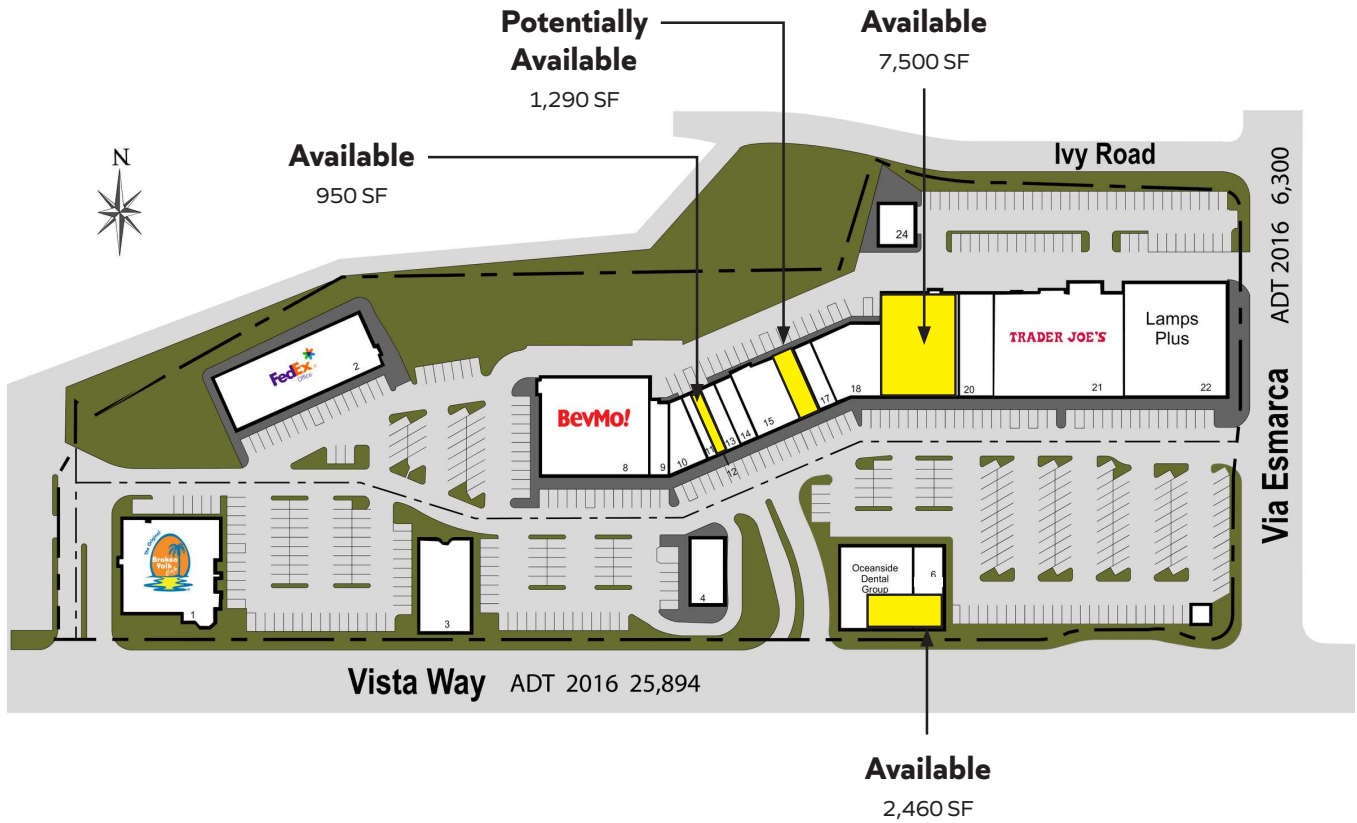 Potentially
Available
1,290 SF
Available
7,500 SF
Available
950 SF
N
Ivy Road
ADT 2016 6,300
Via Esmarca
24
FedEx
Office
2
BevMo!
8
9
10
11
12
13
14
15
17
18
20
TRADER JOE'S
21
Lamps
Plus
22
the Original
Broken
Yolk
Cafe
1
3
4
Oceanside
Dental
Group
6
Vista Way ADT 2016 25,894
Available
2,460 SF